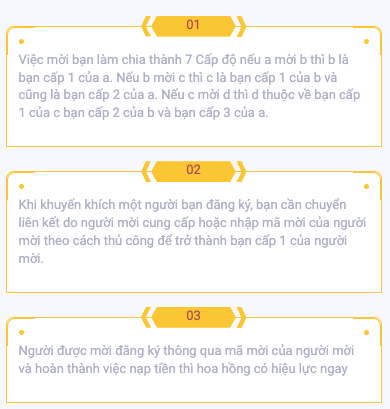 01
Việc mời bạn làm chia thành 7 Cấp độ nếu a mời b thì b là
bạn cấp 1 của a. Nếu b mời c thì c là bạn cấp 1 của b và
cũng là bạn cấp 2 của a. Nếu c mời d thì d thuộc về bạn cấp
1 của c bạn cấp 2 của b và bạn cấp 3 của a.
02
Khi khuyến khích một người bạn đăng ký, bạn cần chuyển
liên kết do người mời cung cấp hoặc nhập mã mời của người
mời theo cách thủ công để trở thành bạn cấp 1 của người
mời.
03
Người được mời đăng ký thông qua mã mời của người mời
và hoàn thành việc nạp tiền thì hoa hồng có hiệu lực ngay